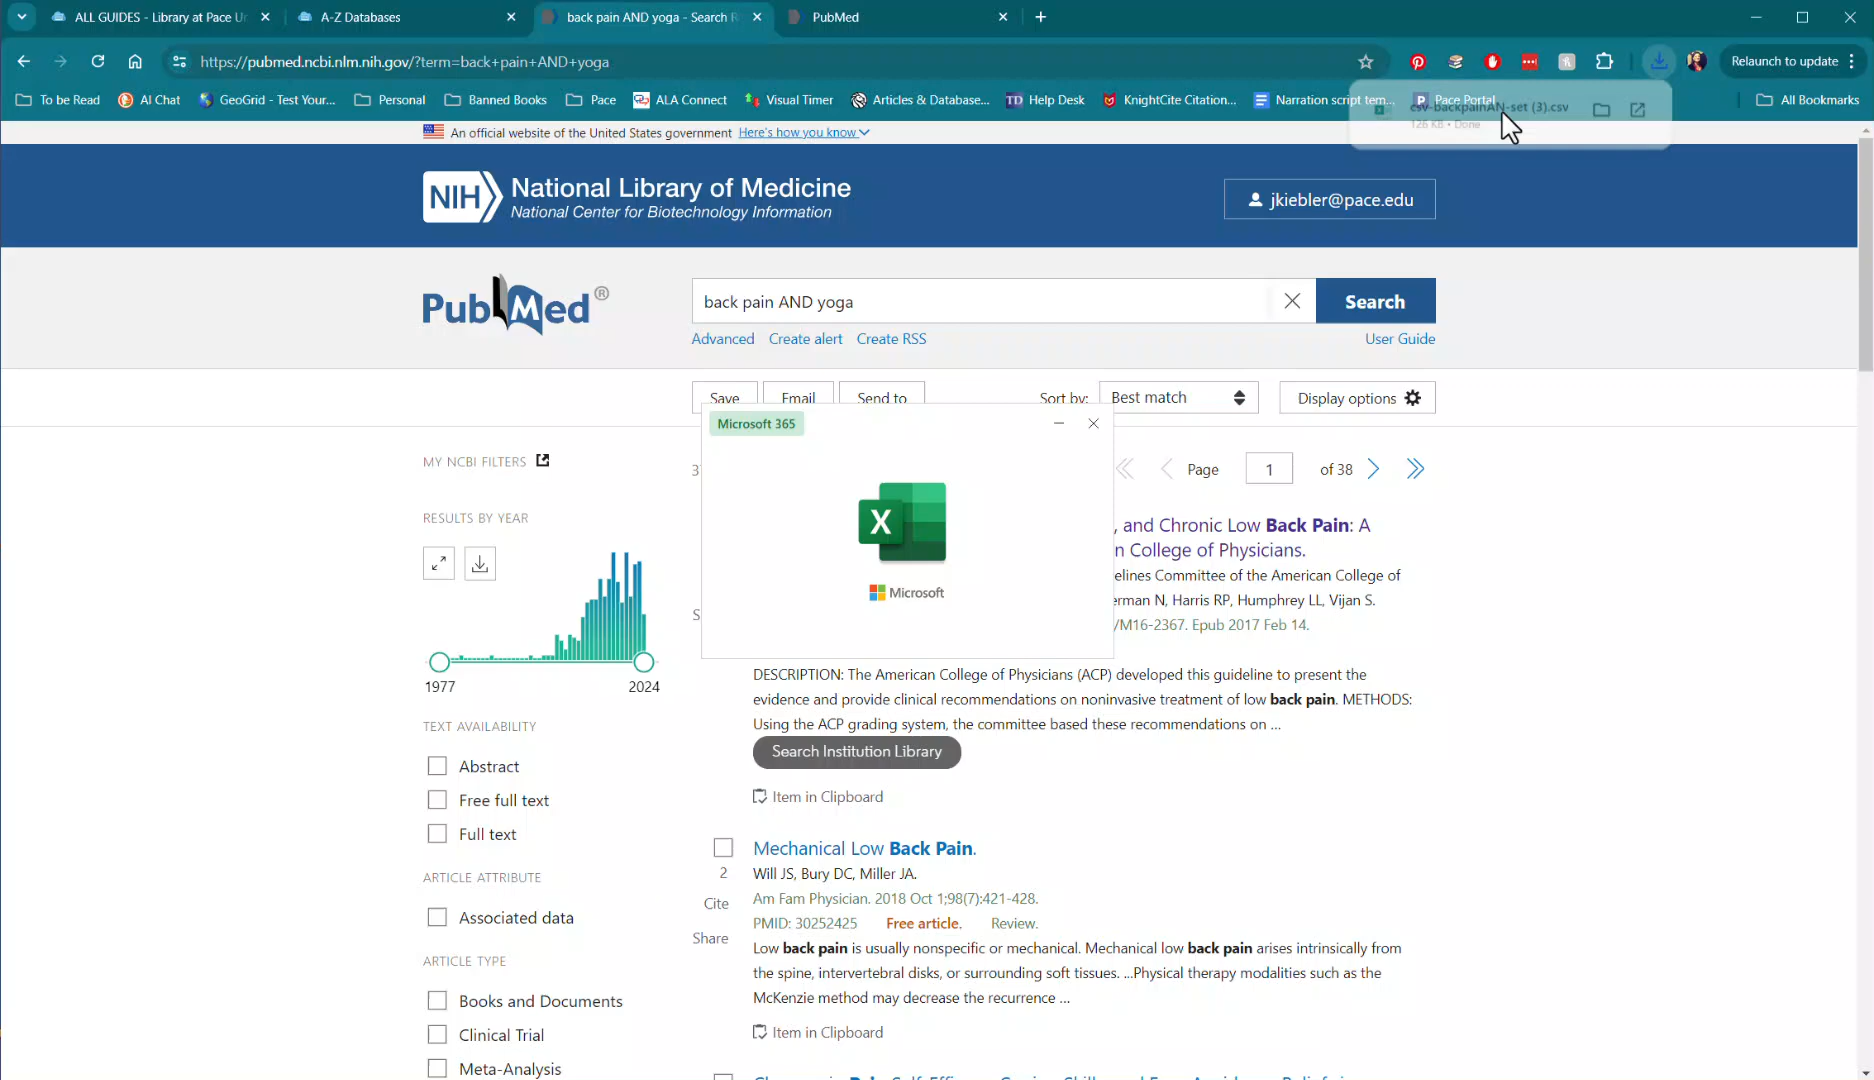 ALL GUIDES - Library at Pace Ur
A-Z Databases
back pain AND yoga - Search R
PubMed
https://pubmed.ncbi.nlm.nih.gov/?term=back+pain+AND+yoga
Relaunch to update
To be Read
AI Chat
GeoGrid - Test Your...
Personal
Banned Books
Pace
ALA Connect
Visual Timer
Articles & Database...
TD Help Desk
KnightCite Citation...
Narration script tem...
P Pace Portal
All Bookmarks
csv-backpainAN-set (3).csv
126 KB • Done
An official website of the United States government Here's how you know
NIH National Library of Medicine
National Center for Biotechnology Information
jkiebler@pace.edu
PubMed®
back pain AND yoga
Search
Advanced Create alert Create RSS
User Guide
Save Email Send to
Sort by: Best match
Display options
Microsoft 365
X
Microsoft
MY NCBI FILTERS
3
Page 1 of 38
RESULTS BY YEAR
1977 2024
, and Chronic Low Back Pain: A
n College of Physicians.
elines Committee of the American College of
erman N, Harris RP, Humphrey LL, Vijan S.
/M16-2367. Epub 2017 Feb 14.
S
DESCRIPTION: The American College of Physicians (ACP) developed this guideline to present the
evidence and provide clinical recommendations on noninvasive treatment of low back pain. METHODS:
Using the ACP grading system, the committee based these recommendations on ...
Search Institution Library
Item in Clipboard
TEXT AVAILABILITY
Abstract
Free full text
Full text
ARTICLE ATTRIBUTE
Associated data
ARTICLE TYPE
Books and Documents
Clinical Trial
Meta-Analysis
Mechanical Low Back Pain.
2
Cite
Share
Will JS, Bury DC, Miller JA.
Am Fam Physician. 2018 Oct 1;98(7):421-428.
PMID: 30252425 Free article. Review.
Low back pain is usually nonspecific or mechanical. Mechanical low back pain arises intrinsically from
the spine, intervertebral disks, or surrounding soft tissues. ...Physical therapy modalities such as the
McKenzie method may decrease the recurrence ...
Item in Clipboard